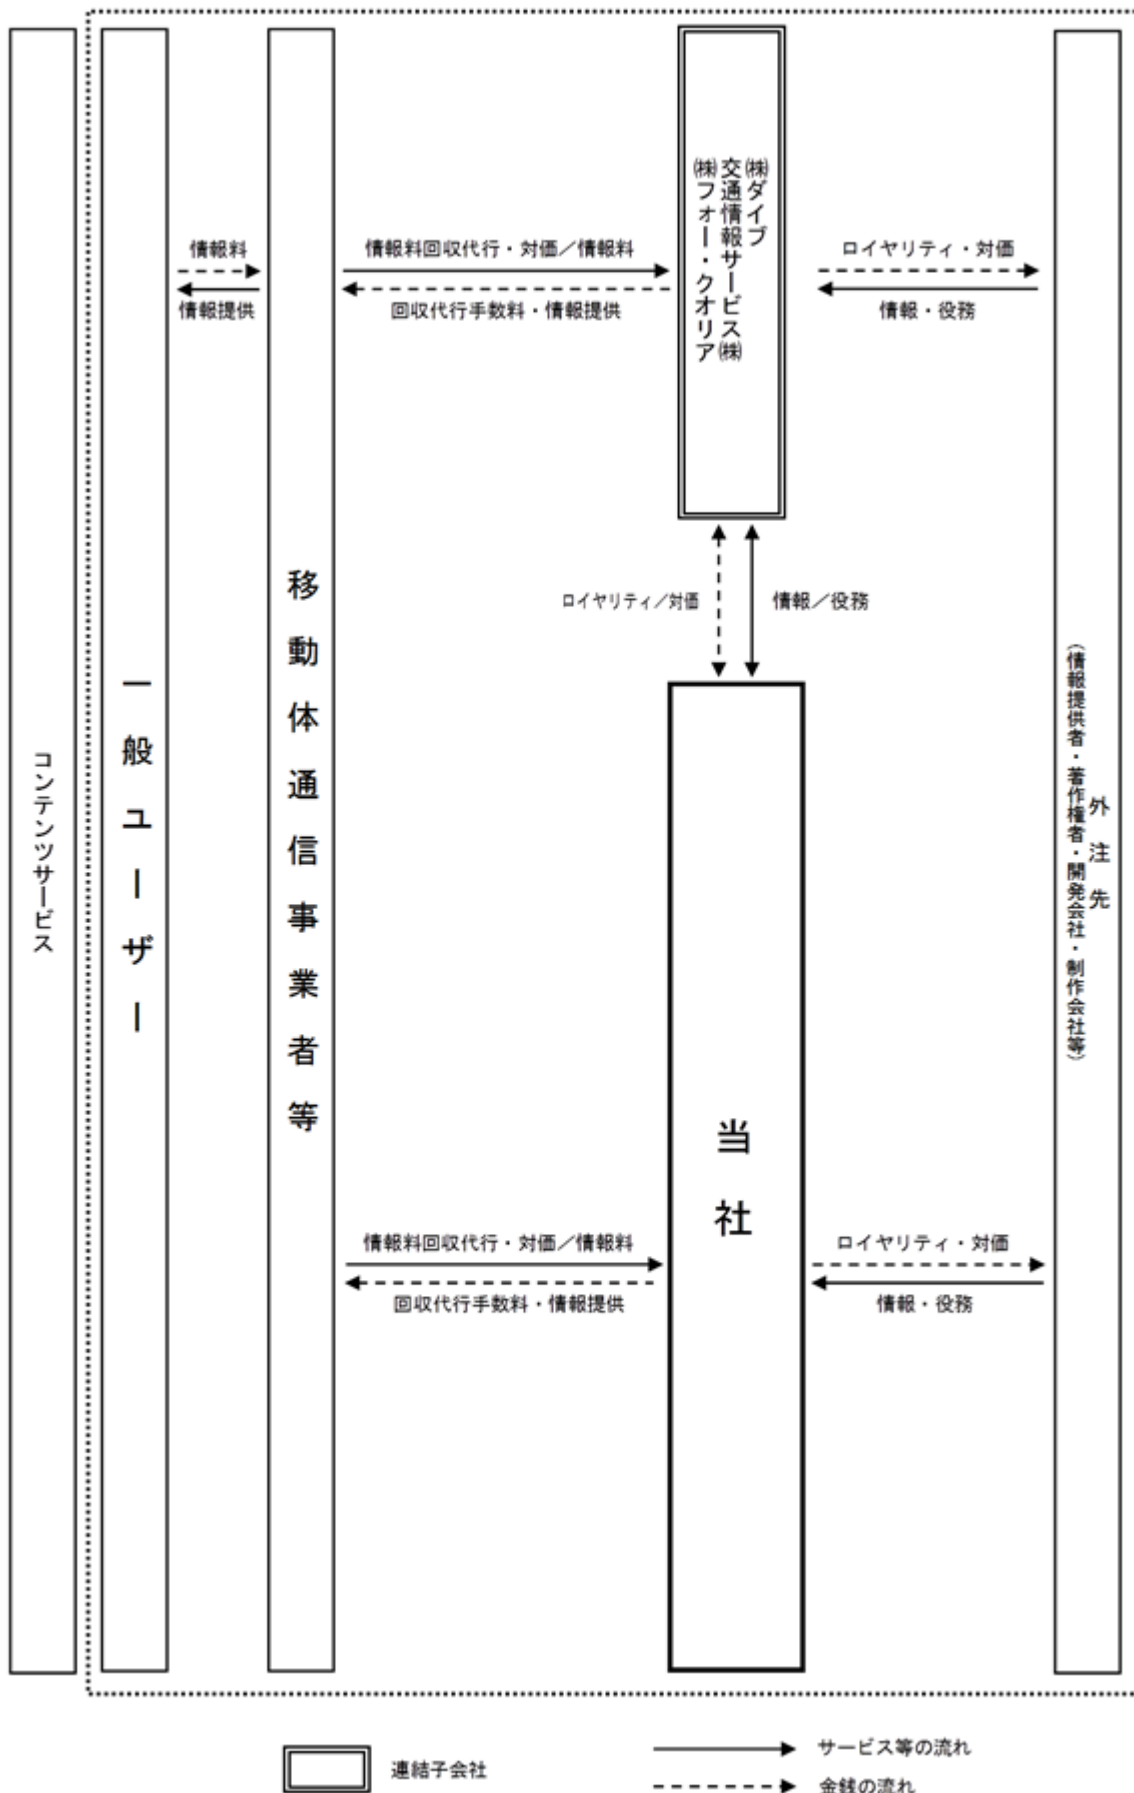 コンテンツサービス
一般ユーザー
情報料
情報提供
移動体通信事業者等
情報料回収代行・対価／情報料
回収代行手数料・情報提供
㈱ダイブ
交通情報サービス㈱
㈱フォー・クオリア
ロイヤリティ・対価
情報・役務
ロイヤリティ／対価
情報／役務
当社
情報料回収代行・対価／情報料
回収代行手数料・情報提供
ロイヤリティ・対価
情報・役務
外注先
（情報提供者・著作権者・開発会社・制作会社等）
連結子会社
サービス等の流れ
金銭の流れ